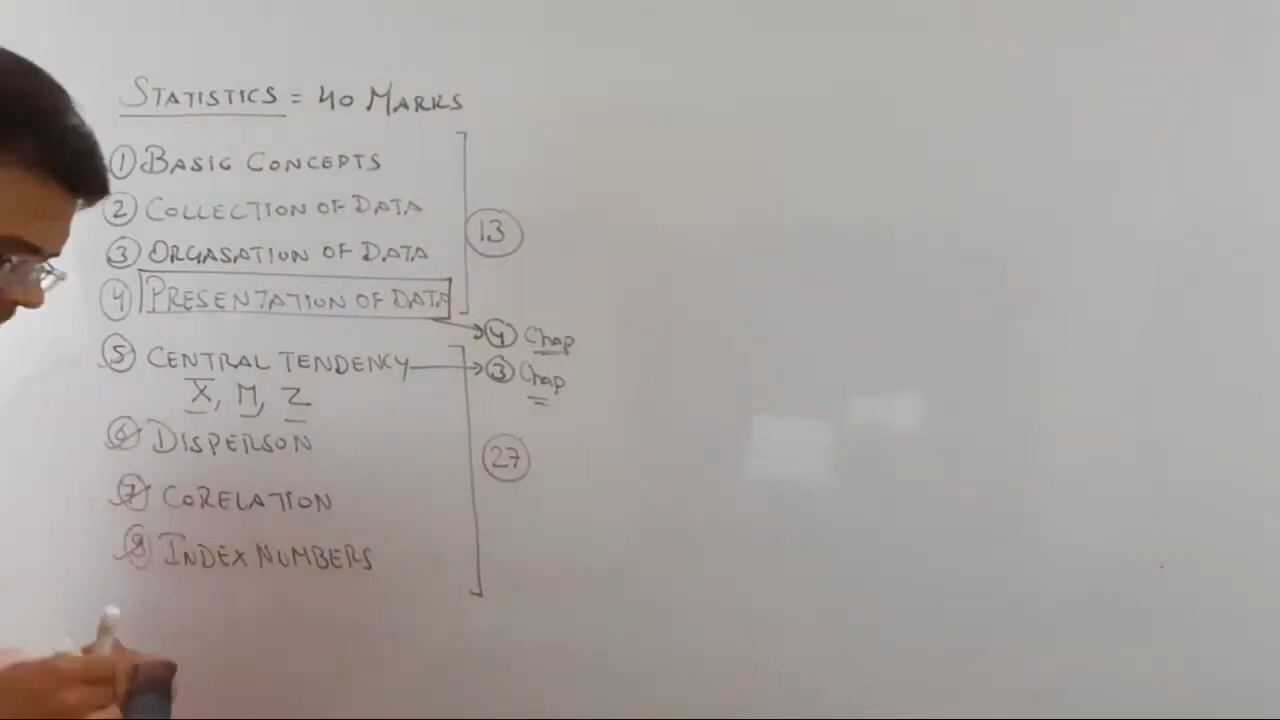 STATISTICS = 40 MARKS
① BASIC CONCEPTS
② COLLECTION OF DATA
13
③ ORGASATION OF DATA
④ PRESENTATION OF DATA
④ Chap
⑤ CENTRAL TENDENCY
③ Chap
X̅, M, Z
⑥ DISPERSON
27
⑦ CORELATION
⑧ INDEX NUMBERS